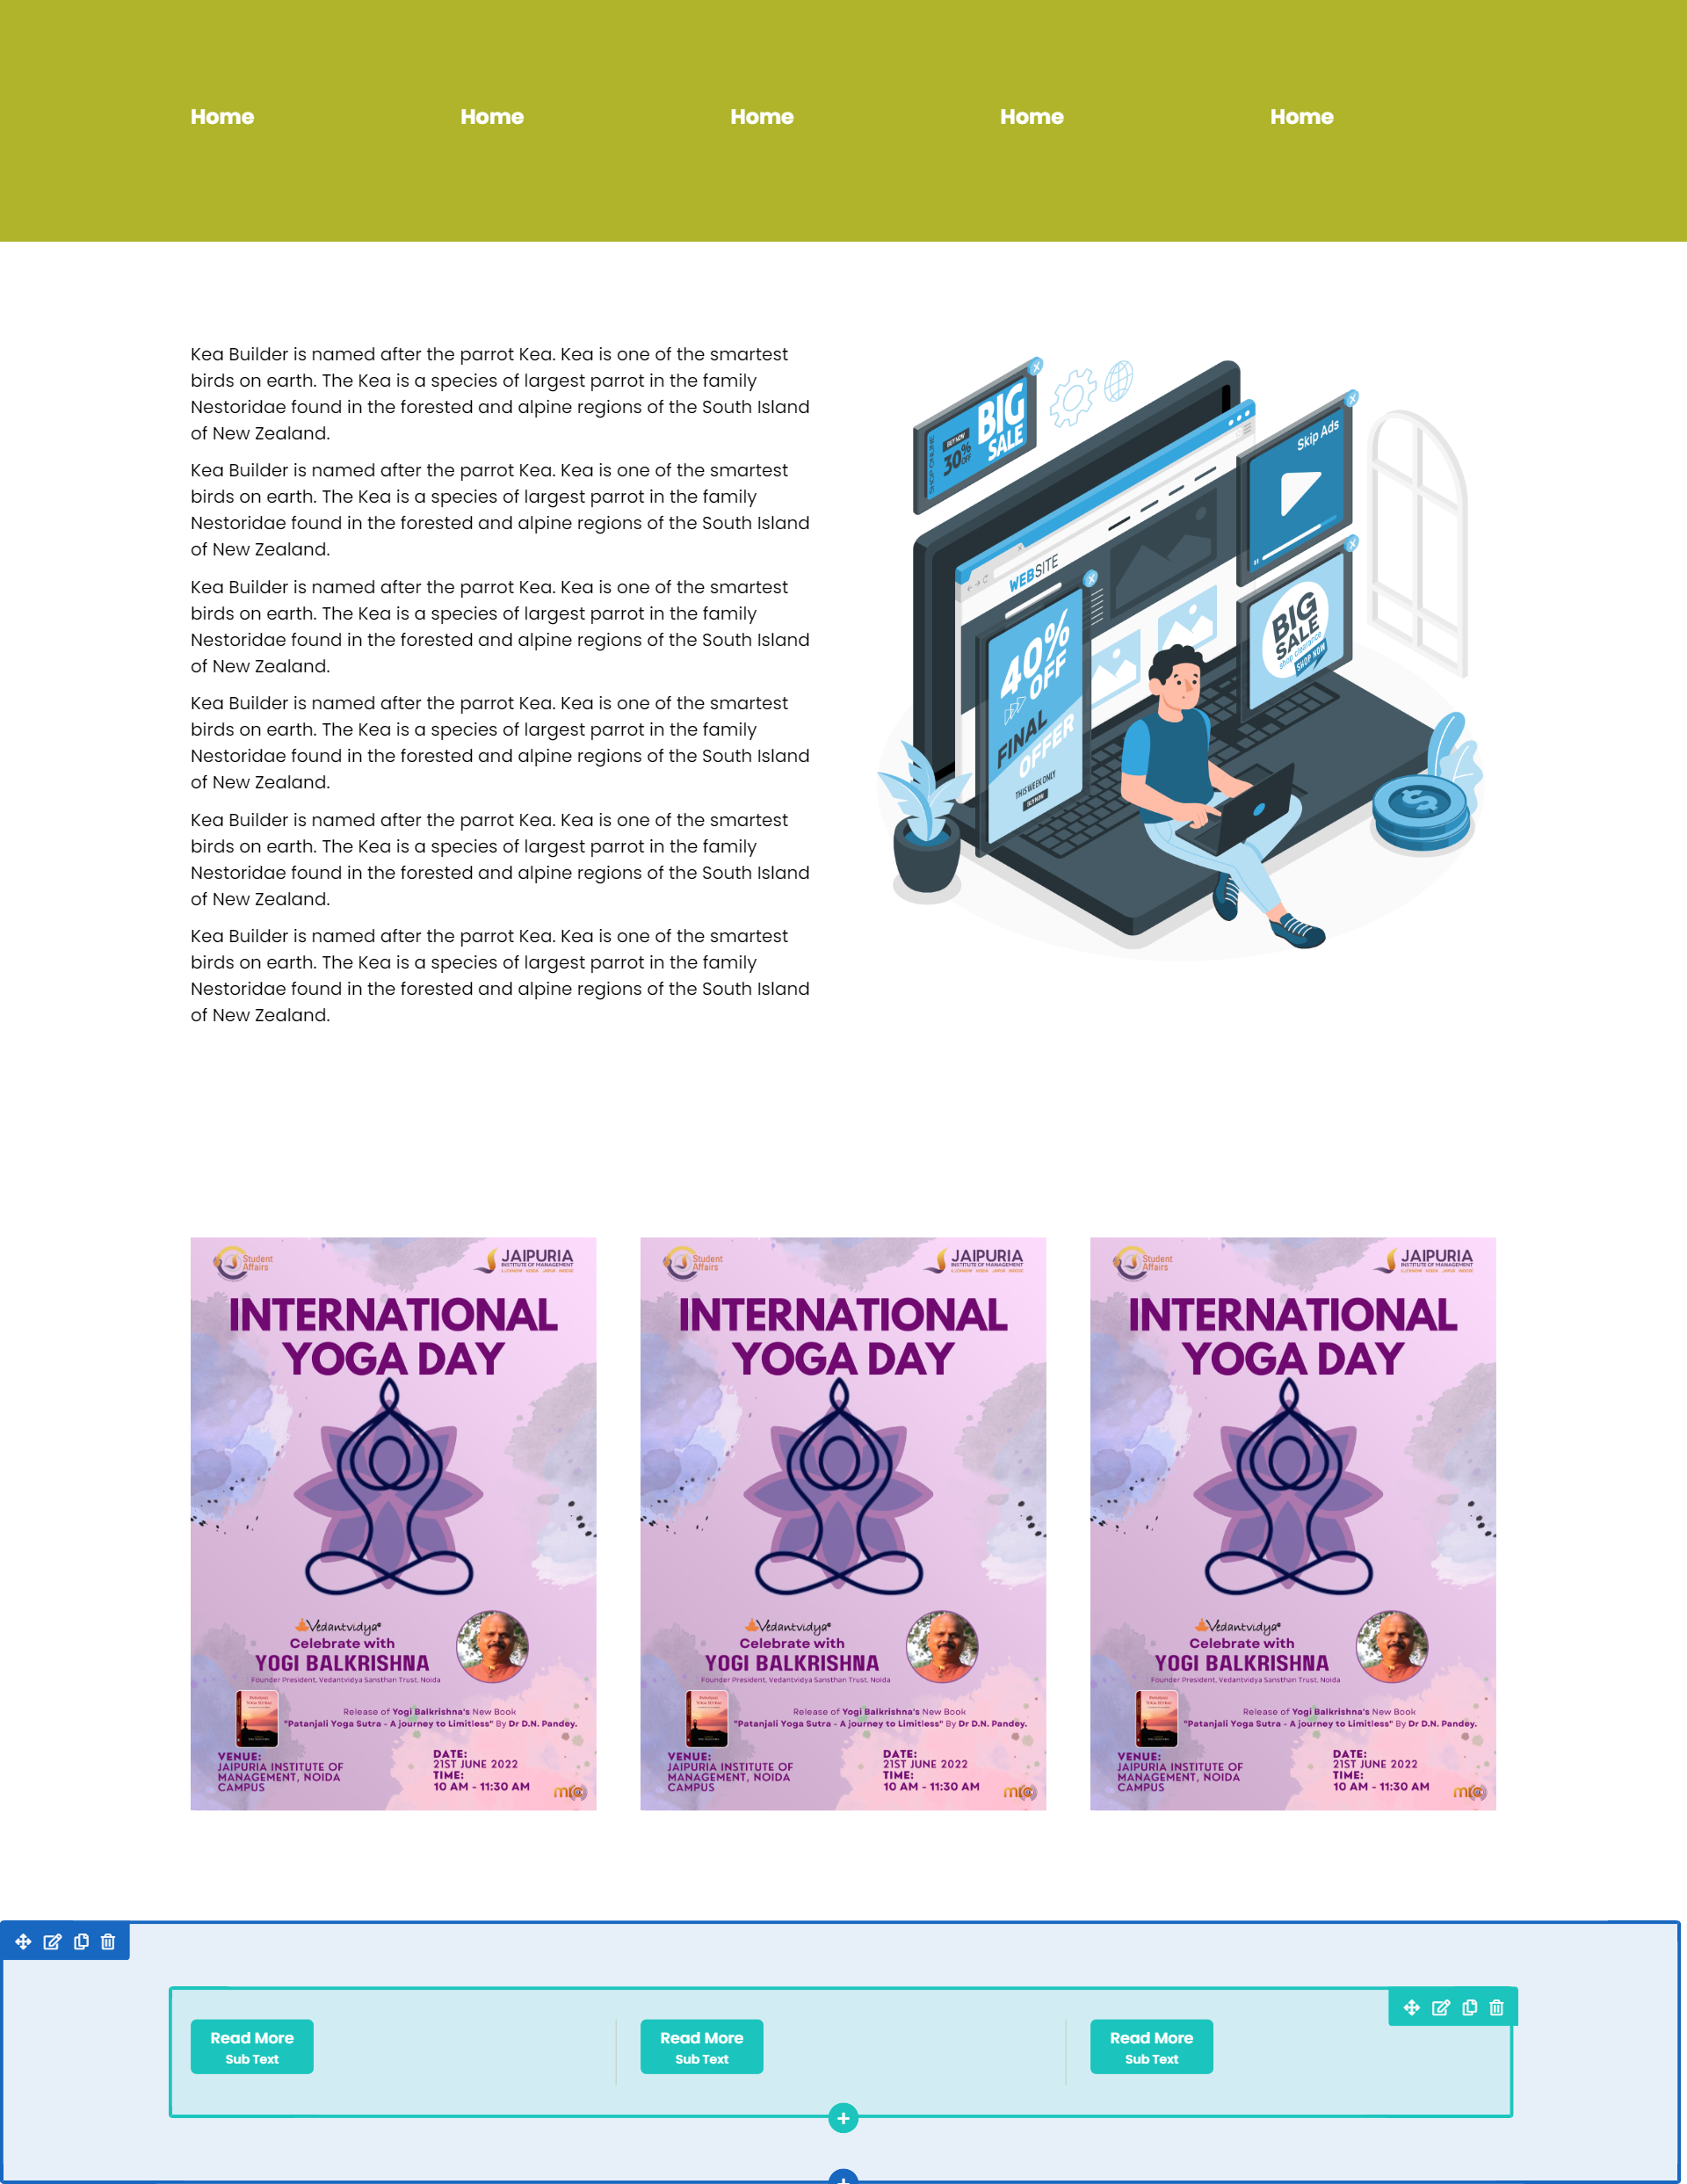 Home Home Home Home Home
Kea Builder is named after the parrot Kea. Kea is one of the smartest
birds on earth. The Kea is a species of largest parrot in the family
Nestoridae found in the forested and alpine regions of the South Island
of New Zealand.
Kea Builder is named after the parrot Kea. Kea is one of the smartest
birds on earth. The Kea is a species of largest parrot in the family
Nestoridae found in the forested and alpine regions of the South Island
of New Zealand.
Kea Builder is named after the parrot Kea. Kea is one of the smartest
birds on earth. The Kea is a species of largest parrot in the family
Nestoridae found in the forested and alpine regions of the South Island
of New Zealand.
Kea Builder is named after the parrot Kea. Kea is one of the smartest
birds on earth. The Kea is a species of largest parrot in the family
Nestoridae found in the forested and alpine regions of the South Island
of New Zealand.
Kea Builder is named after the parrot Kea. Kea is one of the smartest
birds on earth. The Kea is a species of largest parrot in the family
Nestoridae found in the forested and alpine regions of the South Island
of New Zealand.
Kea Builder is named after the parrot Kea. Kea is one of the smartest
birds on earth. The Kea is a species of largest parrot in the family
Nestoridae found in the forested and alpine regions of the South Island
of New Zealand.
SHOP ONLINE
BUY NOW
30% OFF
BIG
SALE
Skip Ads
WEBSITE
40%
OFF
FINAL
OFFER
THIS WEEK ONLY
BUY NOW
BIG
SALE
shop clearance
SHOP NOW
Student
Affairs
JAIPURIA
INSTITUTE OF MANAGEMENT
LUCKNOW NOIDA JAIPUR INDORE
INTERNATIONAL
YOGA DAY
Vedantvidya
Celebrate with
YOGI BALKRISHNA
Founder President, Vedantvidya Sansthan Trust, Noida
Release of Yogi Balkrishna's New Book
"Patanjali Yoga Sutra - A journey to Limitless" By Dr D.N. Pandey.
VENUE:
JAIPURIA INSTITUTE OF
MANAGEMENT, NOIDA
CAMPUS
DATE:
21ST JUNE 2022
TIME:
10 AM - 11:30 AM
Student
Affairs
JAIPURIA
INSTITUTE OF MANAGEMENT
LUCKNOW NOIDA JAIPUR INDORE
INTERNATIONAL
YOGA DAY
Vedantvidya
Celebrate with
YOGI BALKRISHNA
Founder President, Vedantvidya Sansthan Trust, Noida
Release of Yogi Balkrishna's New Book
"Patanjali Yoga Sutra - A journey to Limitless" By Dr D.N. Pandey.
VENUE:
JAIPURIA INSTITUTE OF
MANAGEMENT, NOIDA
CAMPUS
DATE:
21ST JUNE 2022
TIME:
10 AM - 11:30 AM
Student
Affairs
JAIPURIA
INSTITUTE OF MANAGEMENT
LUCKNOW NOIDA JAIPUR INDORE
INTERNATIONAL
YOGA DAY
Vedantvidya
Celebrate with
YOGI BALKRISHNA
Founder President, Vedantvidya Sansthan Trust, Noida
Release of Yogi Balkrishna's New Book
"Patanjali Yoga Sutra - A journey to Limitless" By Dr D.N. Pandey.
VENUE:
JAIPURIA INSTITUTE OF
MANAGEMENT, NOIDA
CAMPUS
DATE:
21ST JUNE 2022
TIME:
10 AM - 11:30 AM
Read More
Sub Text
Read More
Sub Text
Read More
Sub Text